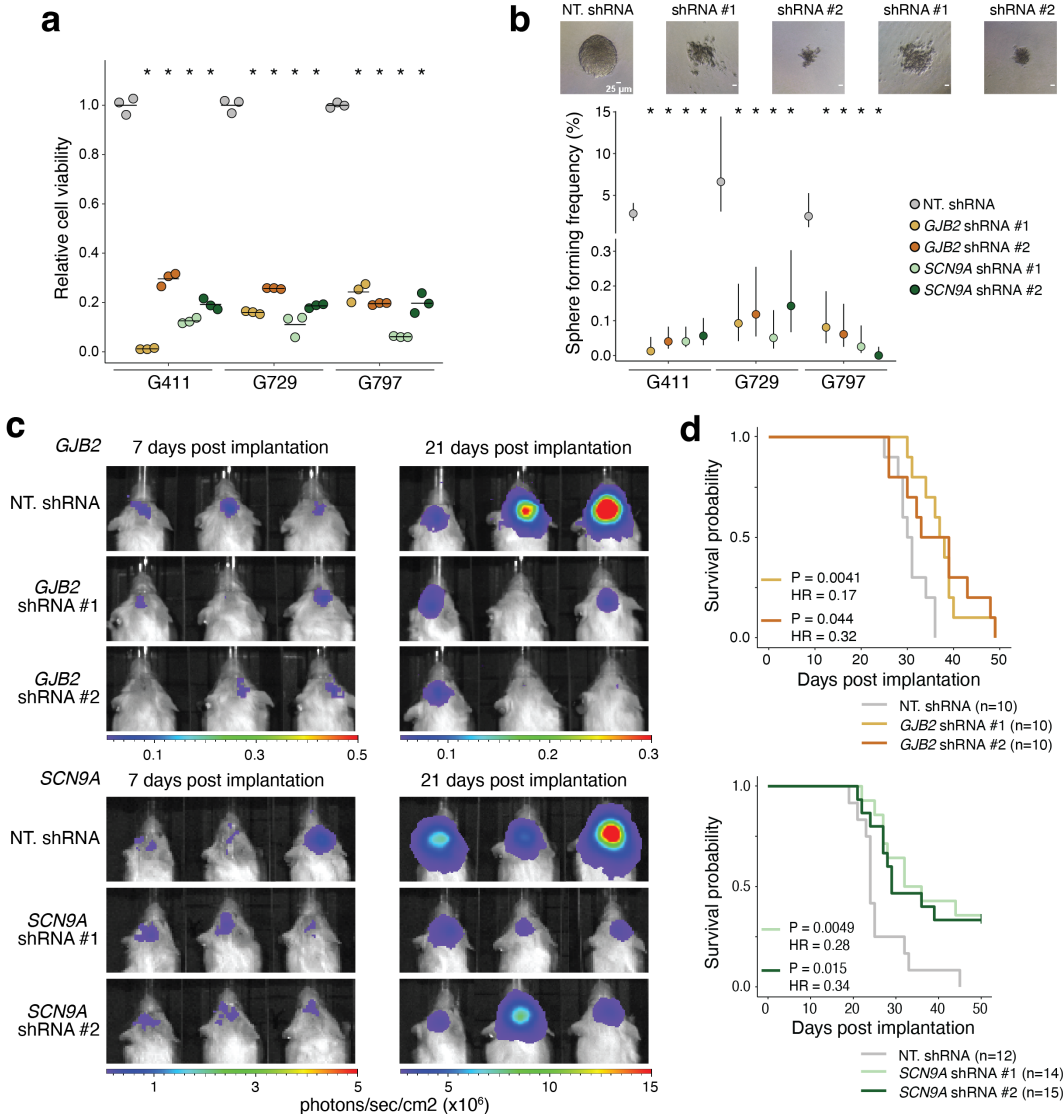 a
Relative cell viability
* * * * * * * * * * * *
1.0
0.8
0.6
0.4
0.2
0.0
G411 G729 G797
b
NT. shRNA shRNA #1 shRNA #2 shRNA #1 shRNA #2
25 µm
Sphere forming frequency (%)
* * * * * * * * * * * *
15
10
5
0.3
0.2
0.1
0.0
G411 G729 G797
NT. shRNA
GJB2 shRNA #1
GJB2 shRNA #2
SCN9A shRNA #1
SCN9A shRNA #2
c
GJB2 7 days post implantation 21 days post implantation
NT. shRNA
GJB2
shRNA #1
GJB2
shRNA #2
0.1 0.3 0.5 0.1 0.2 0.3
SCN9A 7 days post implantation 21 days post implantation
NT. shRNA
SCN9A
shRNA #1
SCN9A
shRNA #2
1 3 5 5 10 15
photons/sec/cm2 (x10⁶)
d
Survival probability
1.0
0.5
0.0
P = 0.0041
HR = 0.17
P = 0.044
HR = 0.32
0 10 20 30 40 50
Days post implantation
NT. shRNA (n=10)
GJB2 shRNA #1 (n=10)
GJB2 shRNA #2 (n=10)
Survival probability
1.0
0.5
0.0
P = 0.0049
HR = 0.28
P = 0.015
HR = 0.34
0 10 20 30 40 50
Days post implantation
NT. shRNA (n=12)
SCN9A shRNA #1 (n=14)
SCN9A shRNA #2 (n=15)